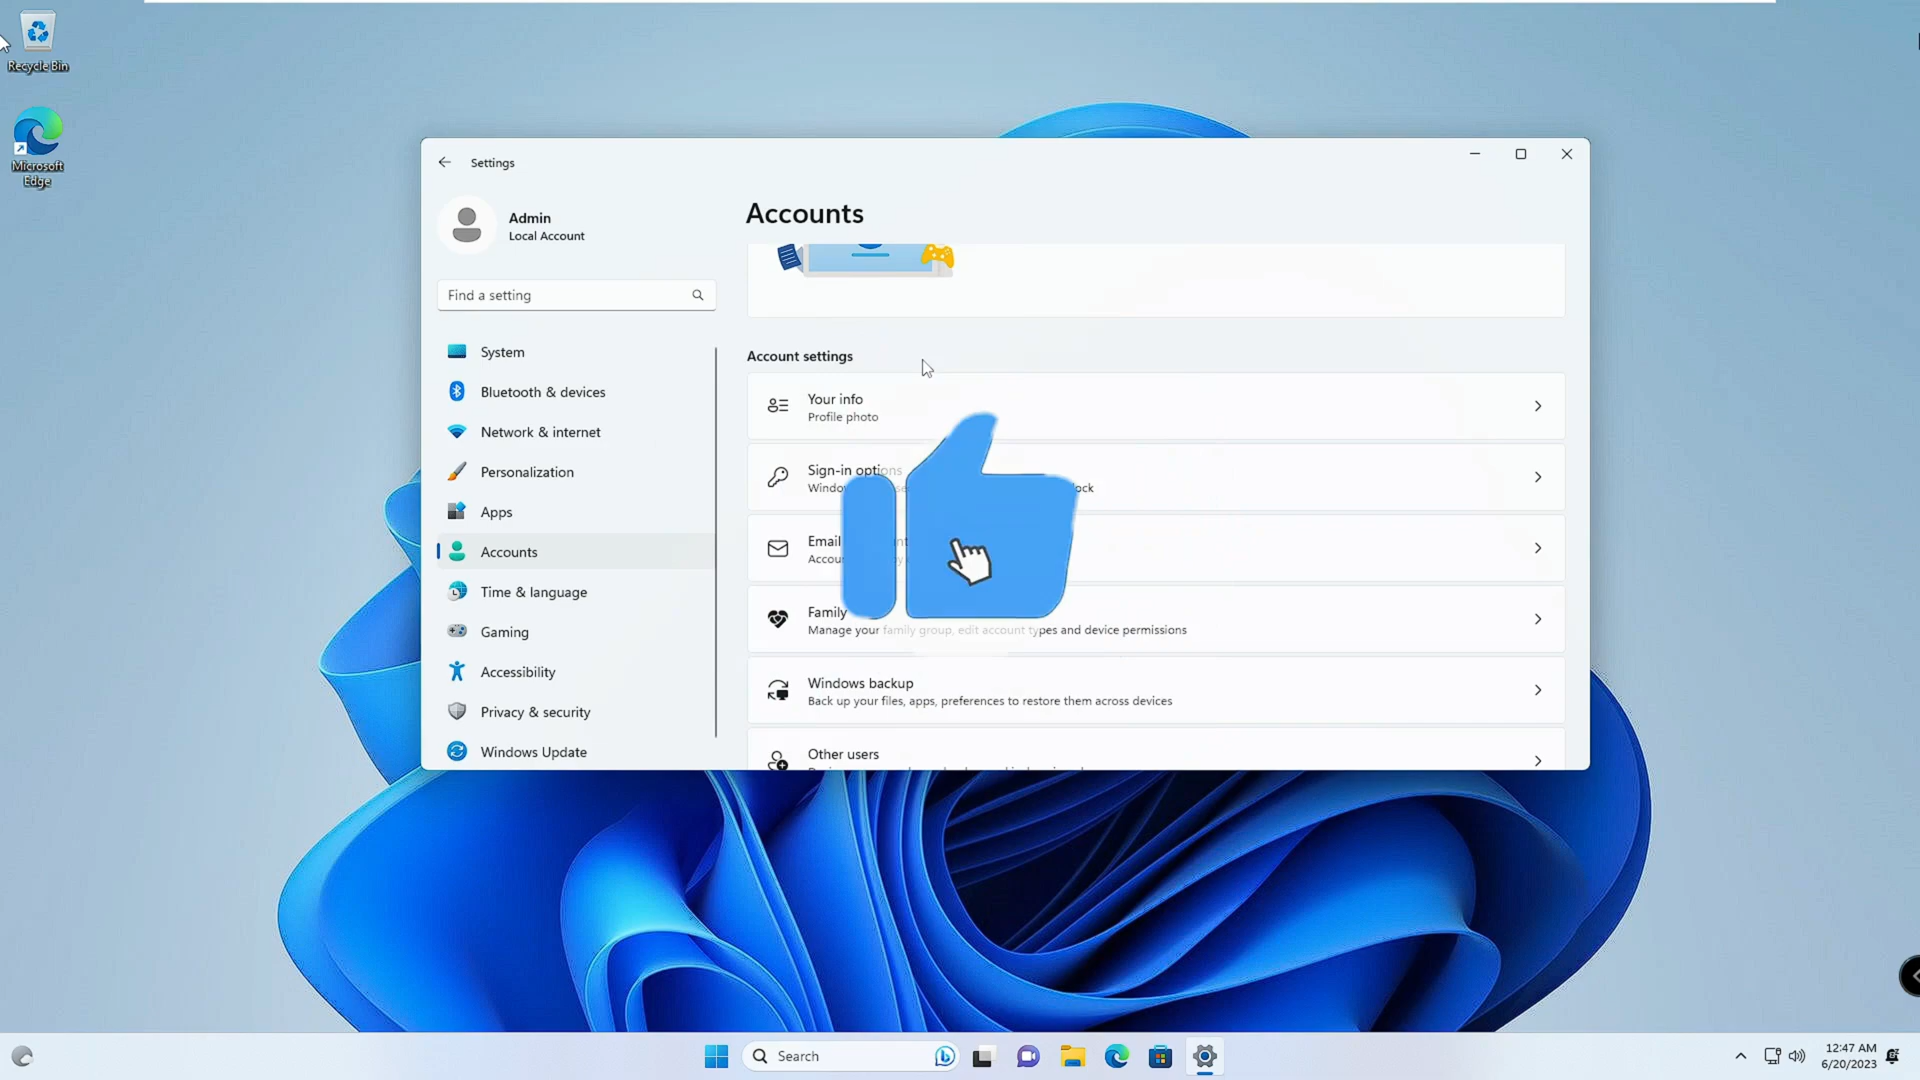 Recycle Bin
Microsoft
Edge
Settings
Admin
Local Account
Find a setting
System
Bluetooth & devices
Network & internet
Personalization
Apps
Accounts
Time & language
Gaming
Accessibility
Privacy & security
Windows Update
Accounts
Account settings
Your info
Profile photo
Sign-in options
Email
Family
Manage your family group, edit account types and device permissions
Windows backup
Back up your files, apps, preferences to restore them across devices
Other users
Search
12:47 AM
6/20/2023